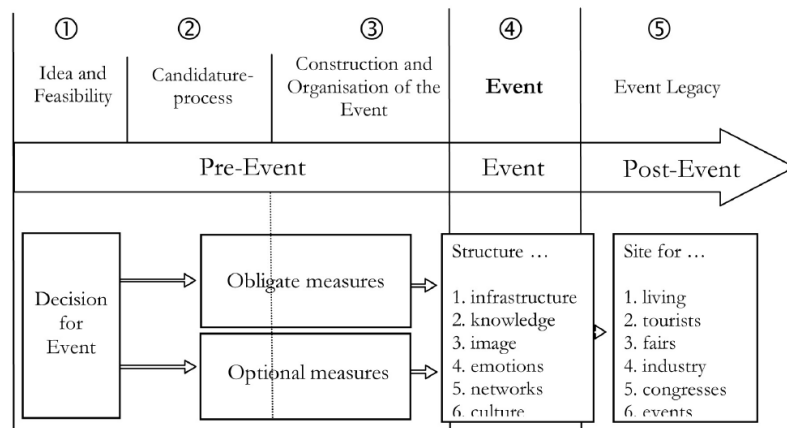 ① ② ③ ④ ⑤
Idea and
Feasibility
Candidature-
process
Construction and
Organisation of the
Event
Event
Event Legacy
Pre-Event
Event
Post-Event
Decision
for
Event
Obligate measures
Optional measures
Structure ...
1. infrastructure
2. knowledge
3. image
4. emotions
5. networks
6. culture
Site for ...
1. living
2. tourists
3. fairs
4. industry
5. congresses
6. events